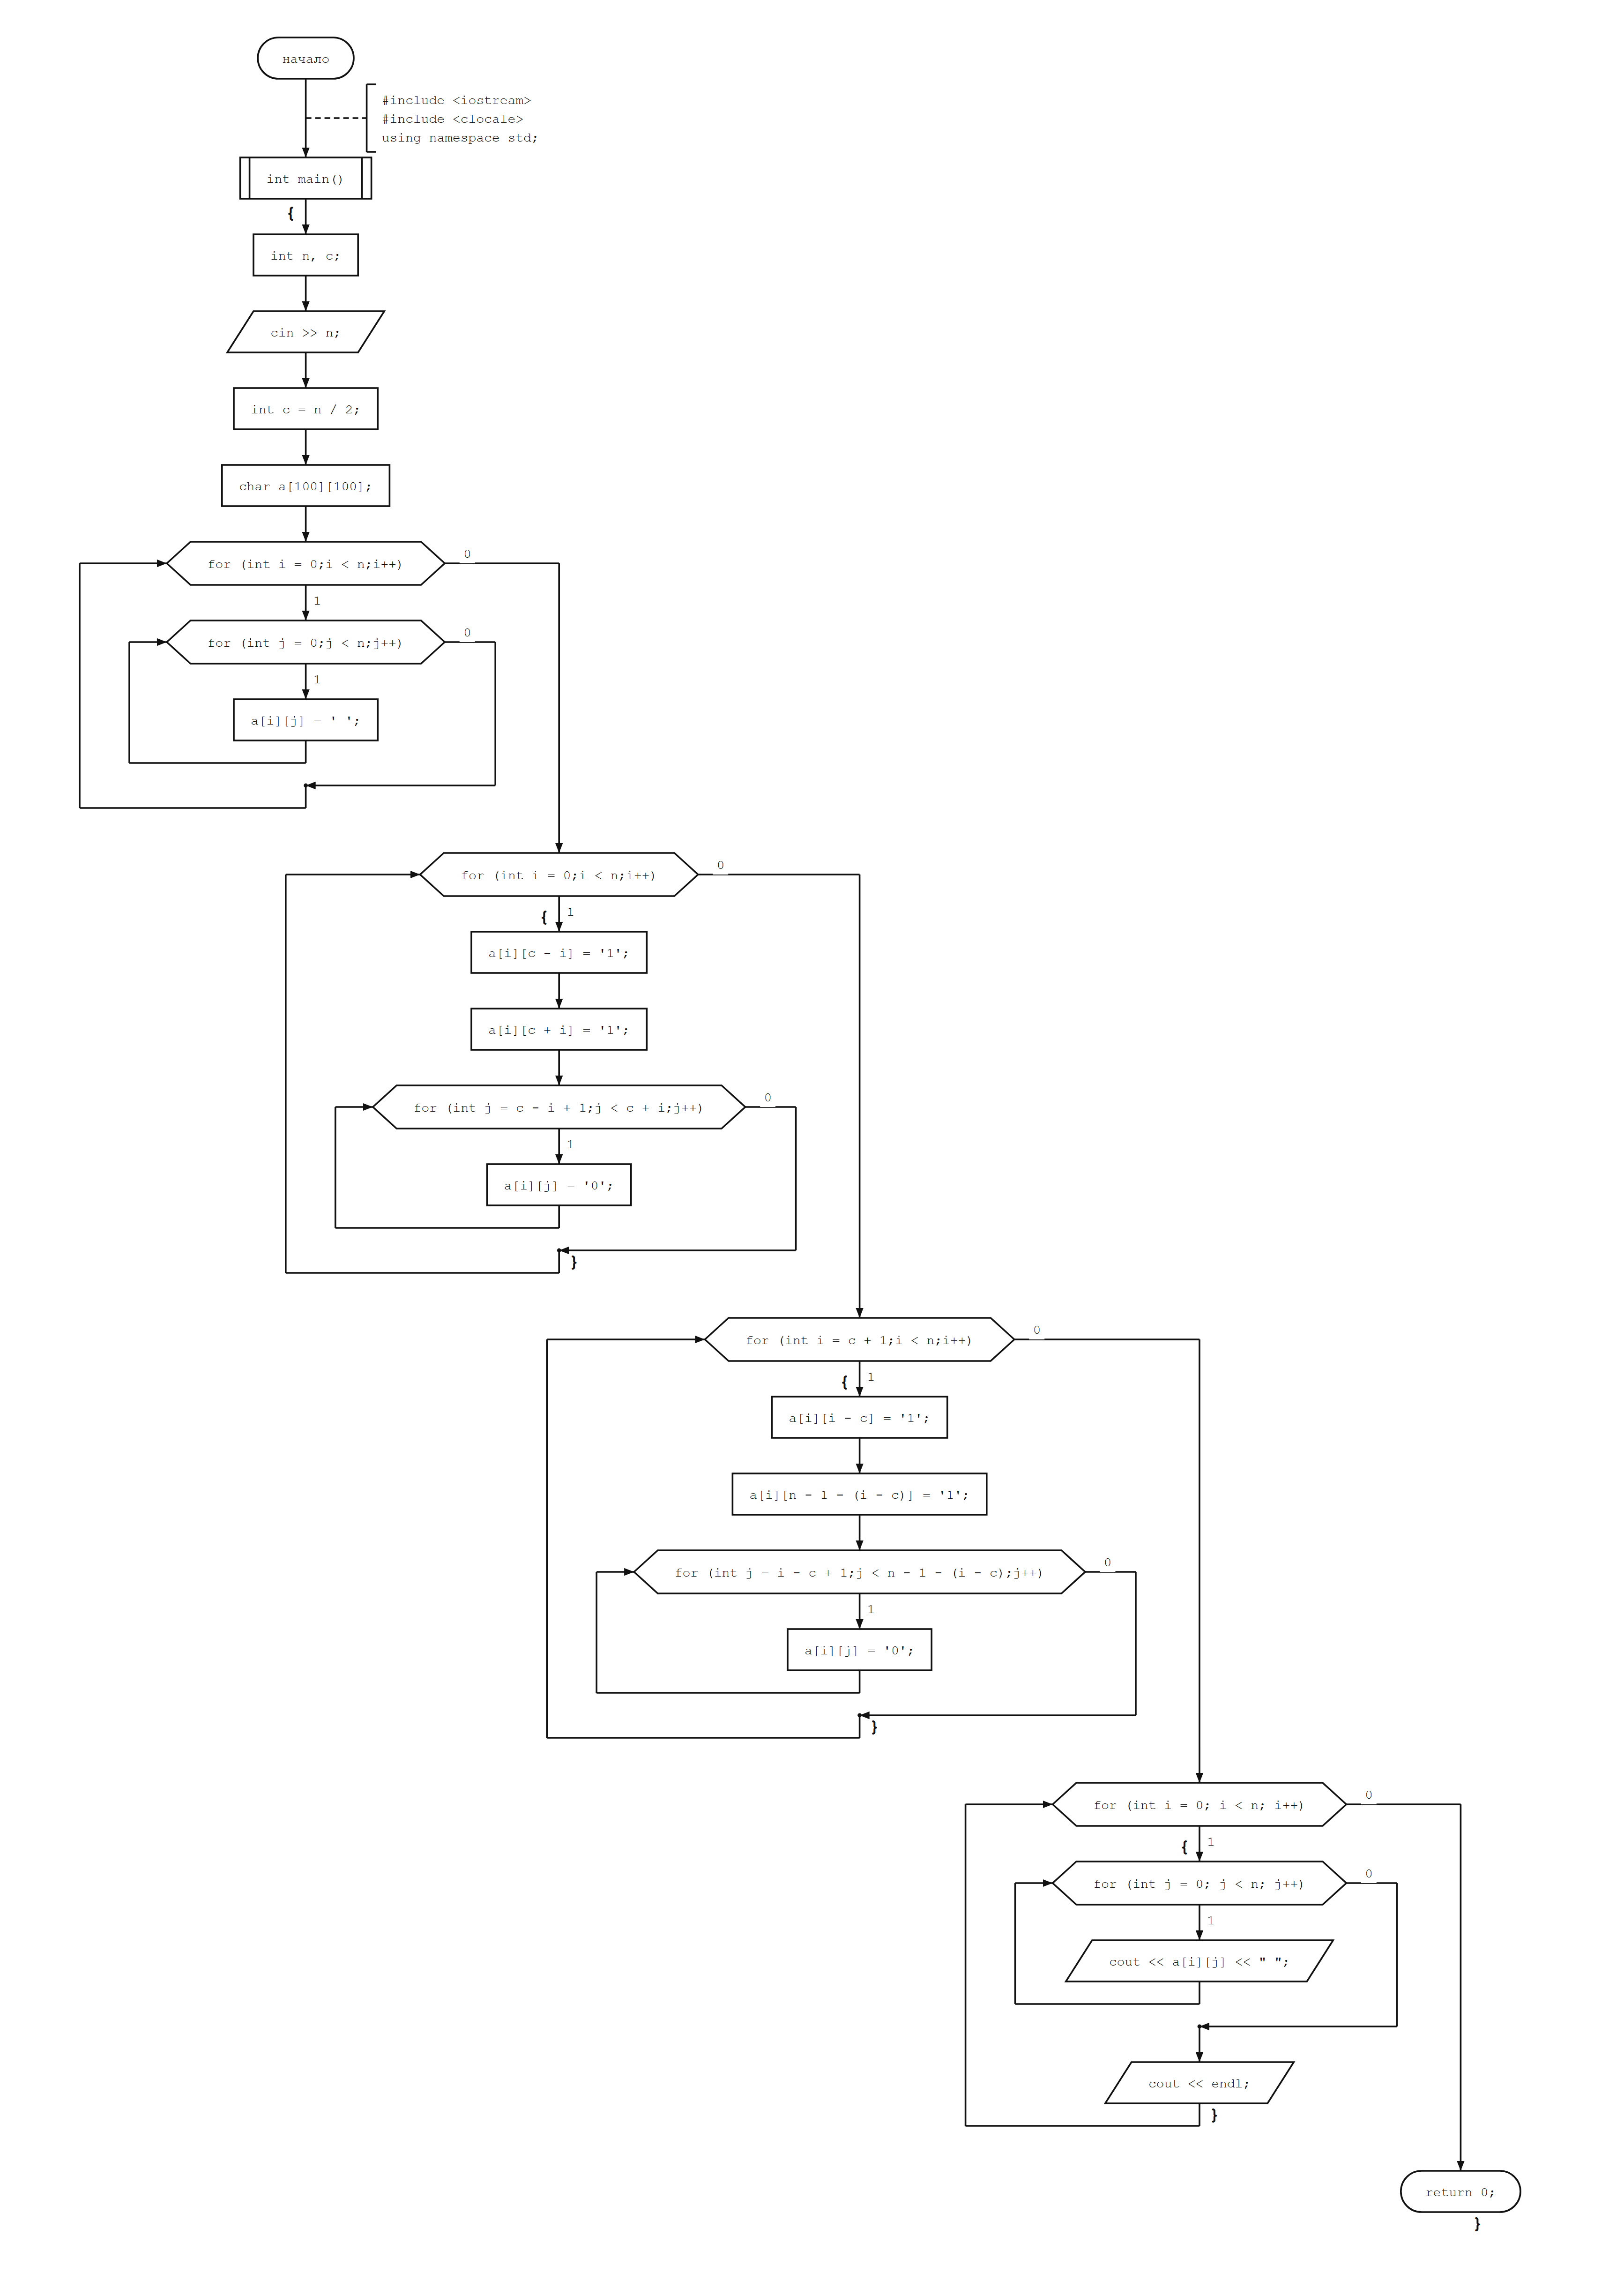 начало
#include <iostream>
#include <clocale>
using namespace std;
int main()
{
int n, c;
cin >> n;
int c = n / 2;
char a[100][100];
for (int i = 0;i < n;i++)
0
1
for (int j = 0;j < n;j++)
0
1
a[i][j] = ' ';
for (int i = 0;i < n;i++)
0
{
1
a[i][c - i] = '1';
a[i][c + i] = '1';
for (int j = c - i + 1;j < c + i;j++)
0
1
a[i][j] = '0';
}
for (int i = c + 1;i < n;i++)
0
{
1
a[i][i - c] = '1';
a[i][n - 1 - (i - c)] = '1';
for (int j = i - c + 1;j < n - 1 - (i - c);j++)
0
1
a[i][j] = '0';
}
for (int i = 0; i < n; i++)
0
{
1
for (int j = 0; j < n; j++)
0
1
cout << a[i][j] << " ";
cout << endl;
}
return 0;
}